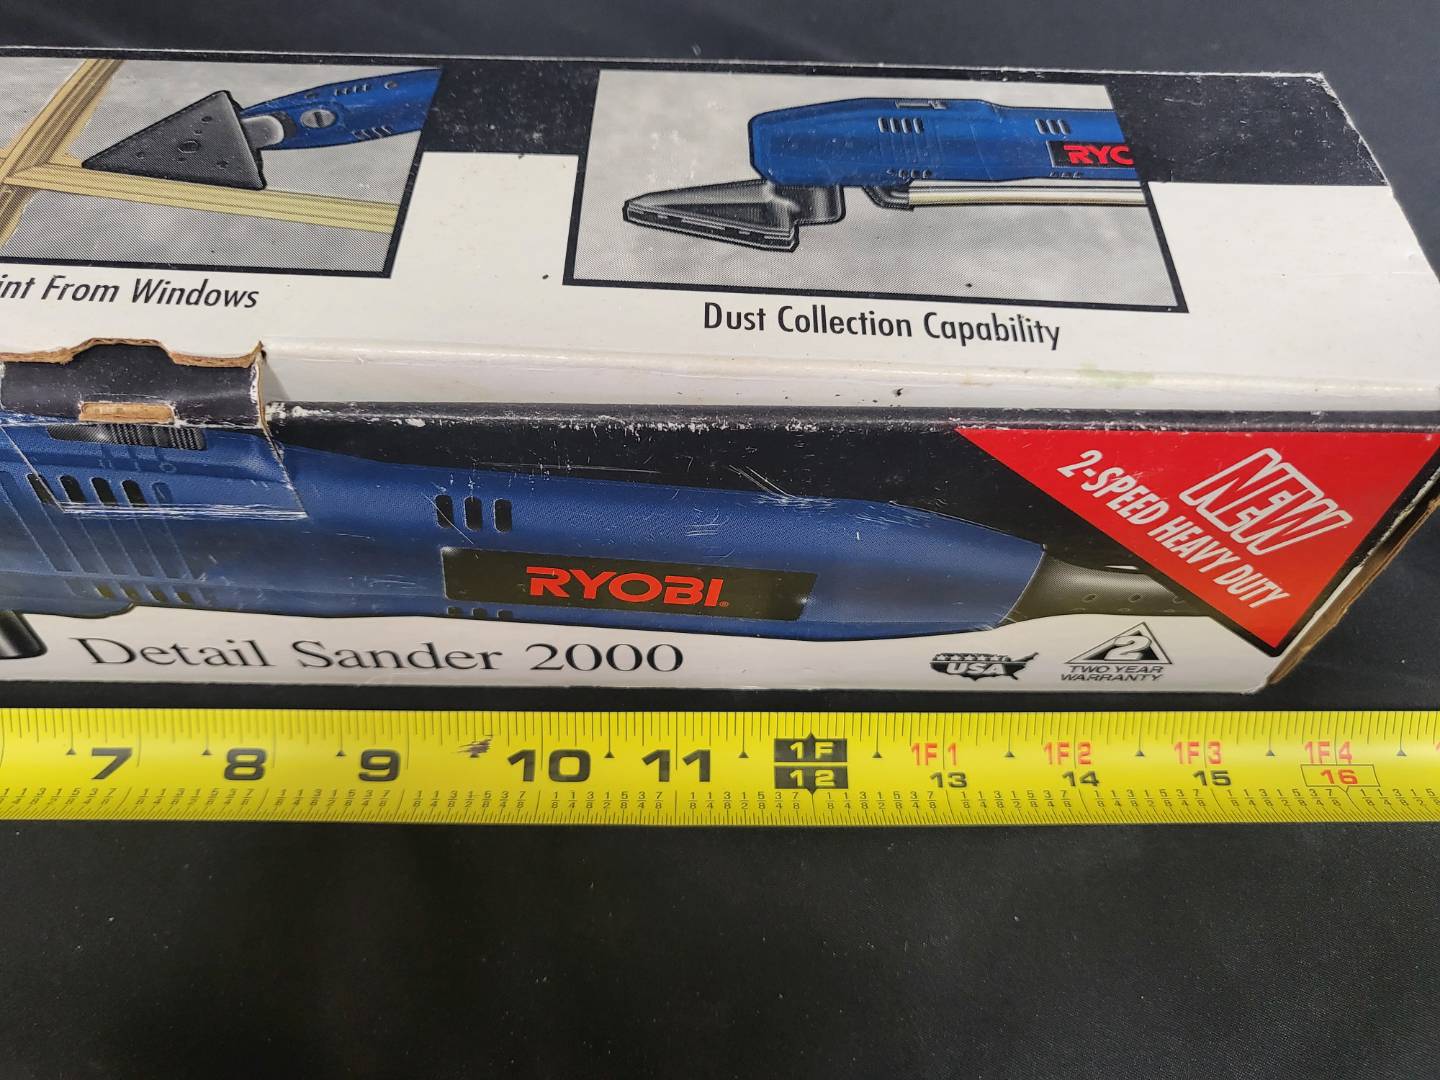 RYC
int From Windows
Dust Collection Capability
NEW
2-SPEED HEAVY DUTY
RYOBI
Detail Sander 2000
USA
2
TWO YEAR
WARRANTY
7 8 9 10 11 1F 1F1 1F2 1F3 1F4
12 13 14 15 16